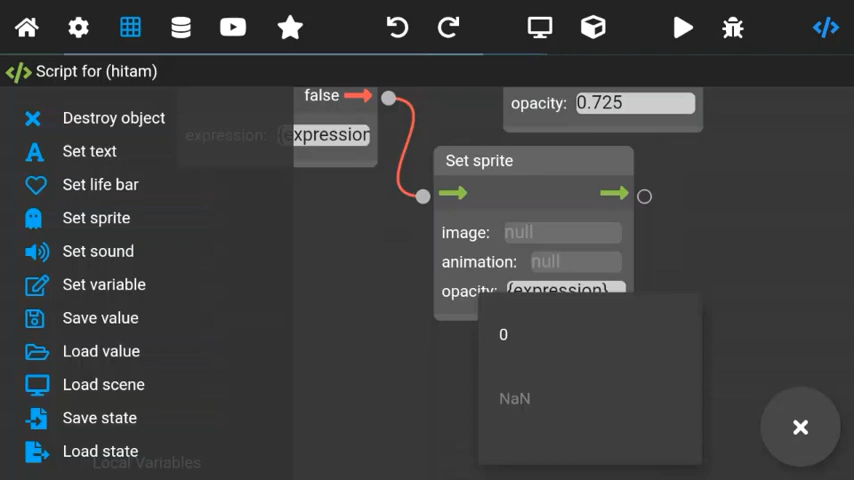 Script for (hitam)
false
expression: {expression
opacity: 0.725
Destroy object
Set text
Set life bar
Set sprite
Set sound
Set variable
Save value
Load value
Load scene
Save state
Load state
Local Variables
Set sprite
image: null
animation: null
opacity: {expression}
0
NaN